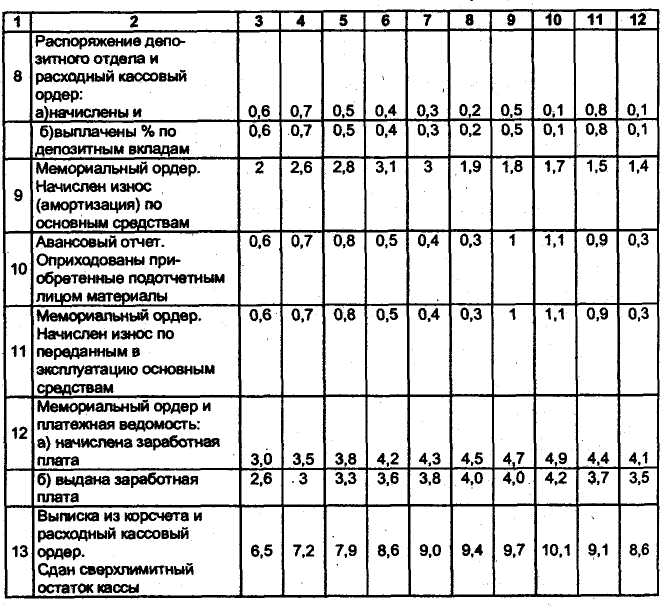 1 2 3 4 5 6 7 8 9 10 11 12
Распоряжение депо-
зитного отдела и
8 расходный кассовый
ордер:
а)начислены и 0,6 0,7 0,5 0,4 0,3 0,2 0,5 0,1 0,8 0,1
б)выплачены % по 0,6 0,7 0,5 0,4 0,3 0,2 0,5 0,1 0,8 0,1
депозитным вкладам
Мемориальный ордер. 2 2,6 2,8 3,1 3 1,9 1,8 1,7 1,5 1,4
9 Начислен износ
(амортизация) по
основным средствам
Авансовый отчет. 0,6 0,7 0,8 0,5 0,4 0,3 1 1,1 0,9 0,3
10 Оприходованы при-
обретенные подотчетным
лицом материалы
Мемориальный ордер. 0,6 0,7 0,8 0,5 0,4 0,3 1 1,1 0,9 0,3
Начислен износ по
11 переданным в
эксплуатацию основным
средствам
Мемориальный ордер и
12 платежная ведомость:
а) начислена заработная
плата 3,0 3,5 3,8 4,2 4,3 4,5 4,7 4,9 4,4 4,1
б) выдана заработная 2,6 3 3,3 3,6 3,8 4,0 4,0 4,2 3,7 3,5
плата
Выписка из корсчета и
расходный кассовый
13 ордер. 6,5 7,2 7,9 8,6 9,0 9,4 9,7 10,1 9,1 8,6
Сдан сверхлимитный
остаток кассы